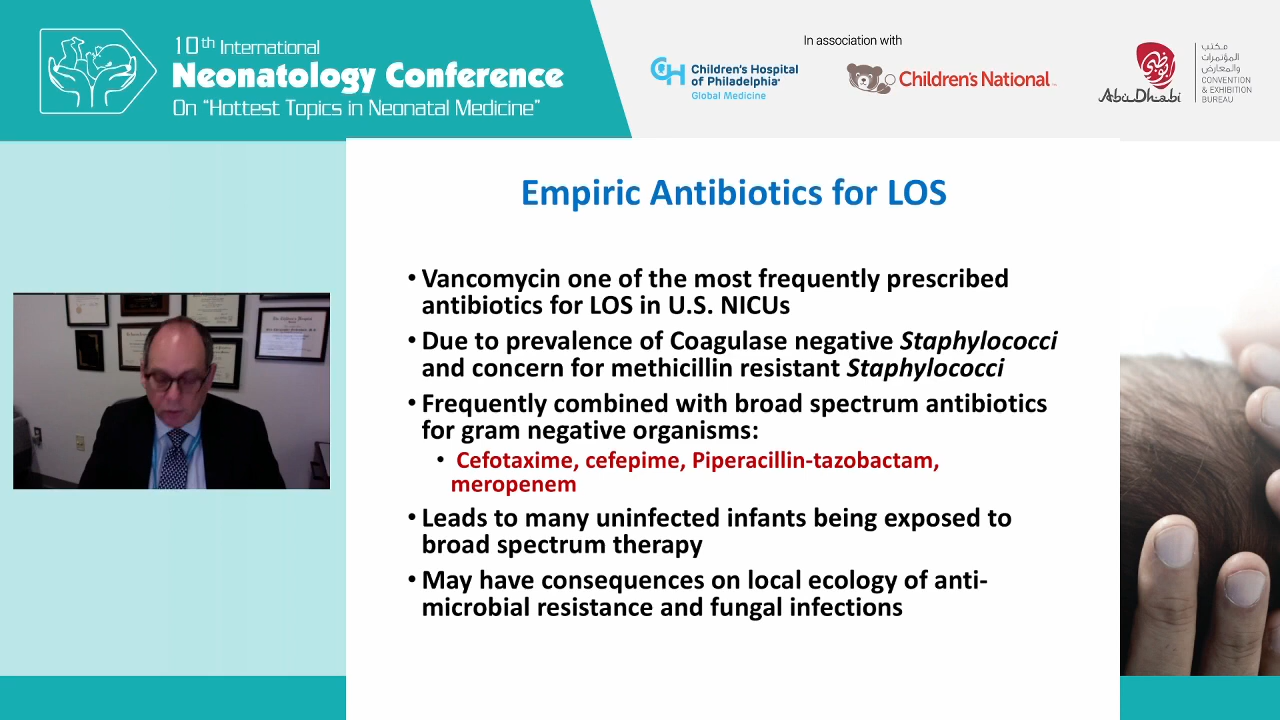 10th International
Neonatology Conference
On "Hottest Topics in Neonatal Medicine"
In association with
Children's Hospital
of Philadelphia
Global Medicine
Children's National
Abu Dhabi
مكتب
المؤتمرات
والمعارض
CONVENTION
& EXHIBITION
BUREAU
Empiric Antibiotics for LOS
• Vancomycin one of the most frequently prescribed
antibiotics for LOS in U.S. NICUs
• Due to prevalence of Coagulase negative Staphylococci
and concern for methicillin resistant Staphylococci
• Frequently combined with broad spectrum antibiotics
for gram negative organisms:
• Cefotaxime, cefepime, Piperacillin-tazobactam,
meropenem
• Leads to many uninfected infants being exposed to
broad spectrum therapy
• May have consequences on local ecology of anti-
microbial resistance and fungal infections